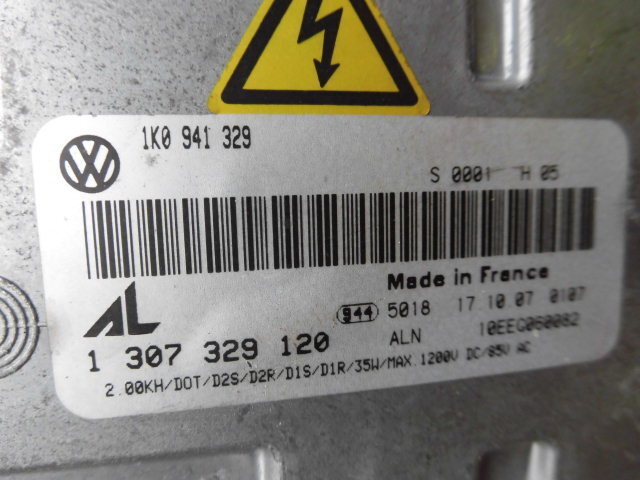 1K0 941 329
S 0001 H 05
Made in France
AL
944 5018 17.10.07 0107
ALN 10EEG060082
1 307 329 120
2.00KH/DOT/D2S/D2R/D1S/D1R/35W/MAX.1200V DC/85V AC